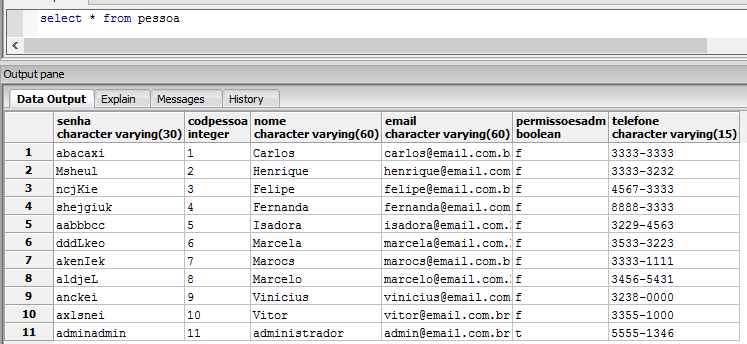 select * from pessoa
Output pane
Data Output Explain Messages History
senha codpessoa nome email permissoesadm telefone
character varying(30) integer character varying(60) character varying(60) boolean character varying(15)
1 abacaxi 1 Carlos carlos@email.com.b f 3333-3333
2 Msheul 2 Henrique henrique@email.com f 3333-3232
3 ncjKie 3 Felipe felipe@email.com.b f 4567-3333
4 shejgiuk 4 Fernanda fernanda@email.com f 8888-3333
5 aabbbcc 5 Isadora isadora@email.com. f 3229-4563
6 dddLkeo 6 Marcela marcela@email.com. f 3533-3223
7 akenIek 7 Marocs marocs@email.com.b f 3333-1111
8 aldjeL 8 Marcelo marcelo@email.com. f 3456-5431
9 anckei 9 Vinicius vinicius@email.com f 3238-0000
10 axlsnei 10 Vitor vitor@email.com.br f 3355-1000
11 adminadmin 11 administrador admin@email.com.br t 5555-1346